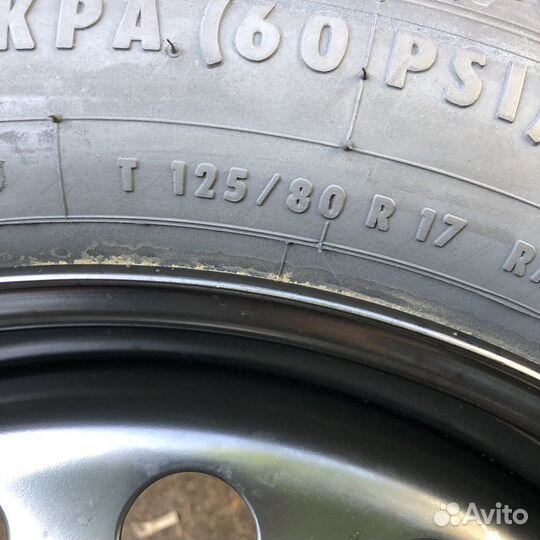 KPA (60 PSI)
T 125/80 R 17
Avito